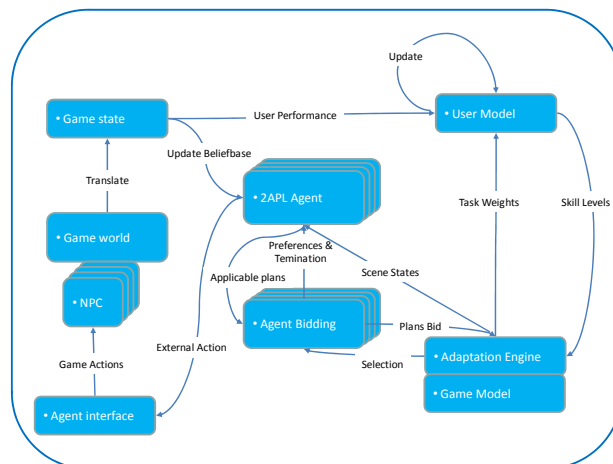 Update
• Game state
User Performance
• User Model
Update Beliefbase
Translate
• 2APL Agent
Task Weights
Skill Levels
• Game world
Preferences &
Temination
Applicable plans
Scene States
• NPC
• Agent Bidding
Plans Bid
External Action
• Adaptation Engine
Game Actions
Selection
• Game Model
• Agent interface